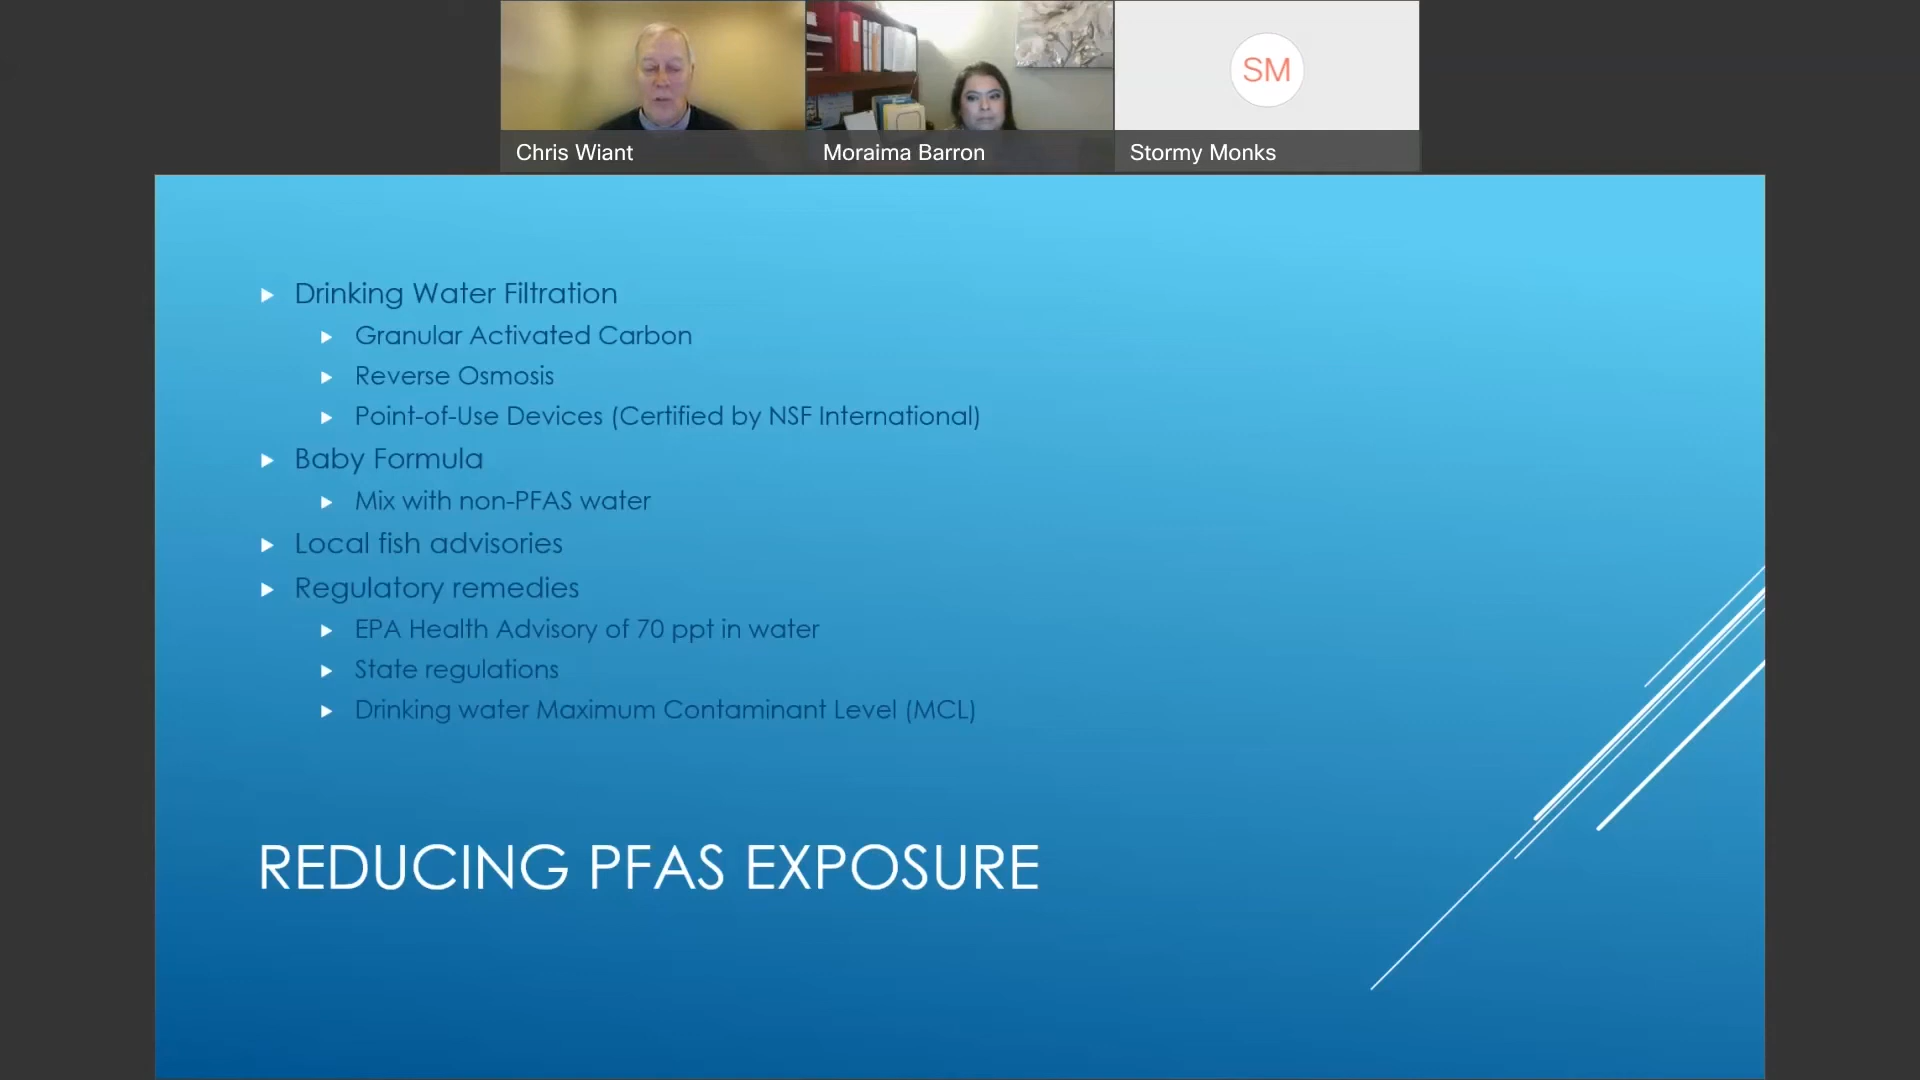 SM
Chris Wiant
Moraima Barron
Stormy Monks
Drinking Water Filtration
Granular Activated Carbon
Reverse Osmosis
Point-of-Use Devices (Certified by NSF International)
Baby Formula
Mix with non-PFAS water
Local fish advisories
Regulatory remedies
EPA Health Advisory of 70 ppt in water
State regulations
Drinking water Maximum Contaminant Level (MCL)
REDUCING PFAS EXPOSURE